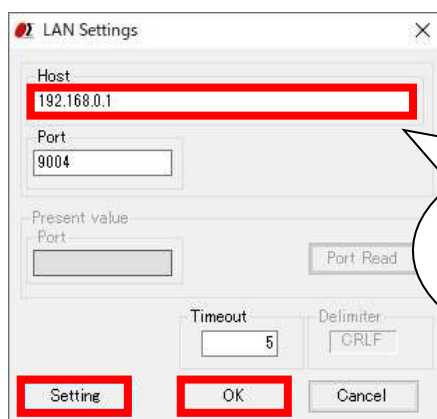 LAN Settings
Host
192.168.0.1
Port
9004
Present value
Port
Port Read
Timeout
5
Delimiter
CRLF
Setting
OK
Cancel